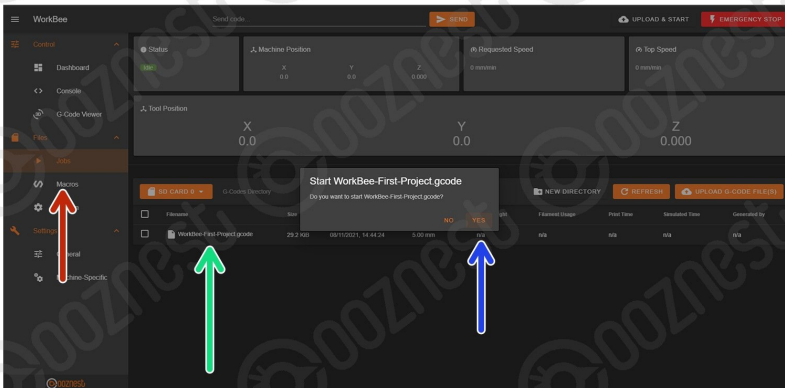 WorkBee
Send code
SEND
UPLOAD & START
EMERGENCY STOP
Control
Dashboard
Console
G-Code Viewer
Files
Jobs
Macros
Settings
General
Machine-Specific
ooznest
Status
Idle
Machine Position
X
Y
Z
0.0
0.0
0.000
Requested Speed
0 mm/min
Top Speed
0 mm/min
Tool Position
X
Y
Z
0.0
0.0
0.000
SD CARD 0
G-Codes Directory
NEW DIRECTORY
REFRESH
UPLOAD G-CODE FILE(S)
Filename
Size
Filament Usage
Print Time
Simulated Time
Generated by
WorkBee-First-Project.gcode
29.2 KiB
08/11/2021, 14:44:24
5.00 mm
n/a
n/a
n/a
n/a
n/a
Start WorkBee-First-Project.gcode
Do you want to start WorkBee-First-Project.gcode?
NO
YES
OOZNEST